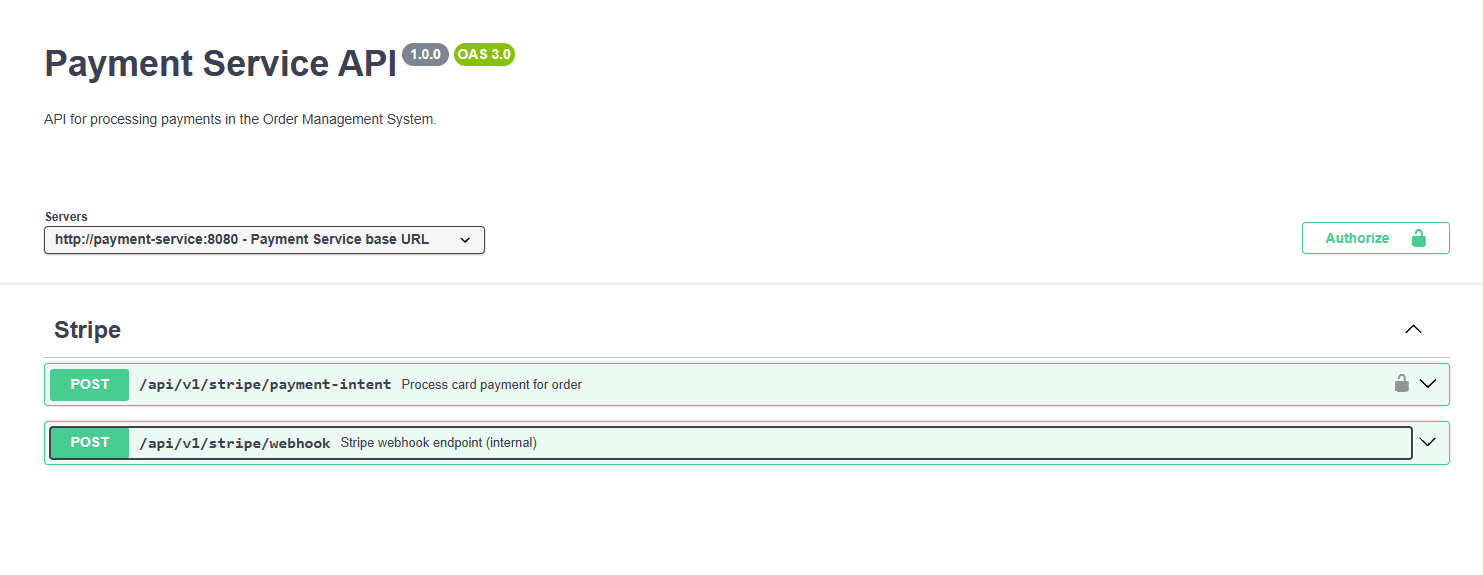 Payment Service API 1.0.0 OAS 3.0
API for processing payments in the Order Management System.
Servers
http://payment-service:8080 - Payment Service base URL
Authorize
Stripe
POST /api/v1/stripe/payment-intent Process card payment for order
POST /api/v1/stripe/webhook Stripe webhook endpoint (internal)